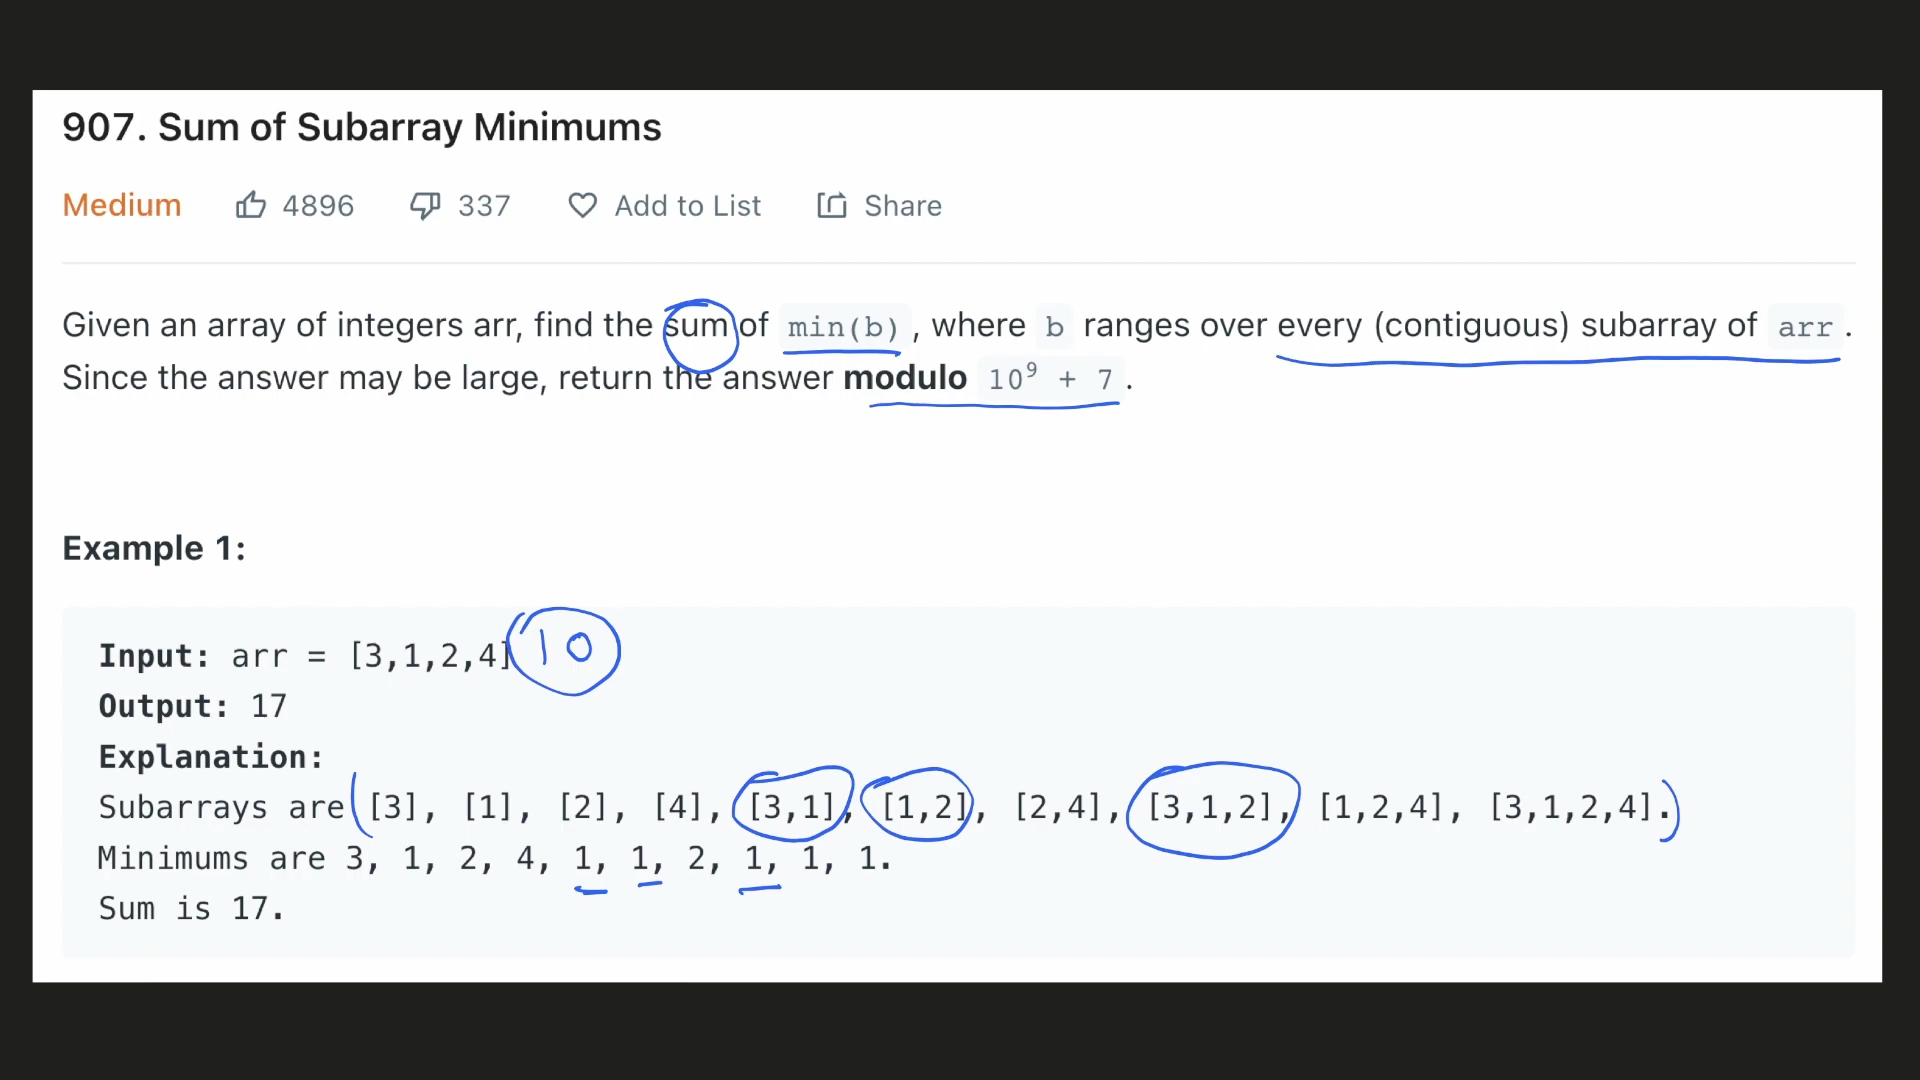 907. Sum of Subarray Minimums
Medium 4896 337 Add to List Share
Given an array of integers arr, find the sum of min(b), where b ranges over every (contiguous) subarray of arr.
Since the answer may be large, return the answer modulo 10⁹ + 7.
Example 1:
Input: arr = [3,1,2,4] 10
Output: 17
Explanation:
Subarrays are [3], [1], [2], [4], [3,1], [1,2], [2,4], [3,1,2], [1,2,4], [3,1,2,4].
Minimums are 3, 1, 2, 4, 1, 1, 2, 1, 1, 1.
Sum is 17.